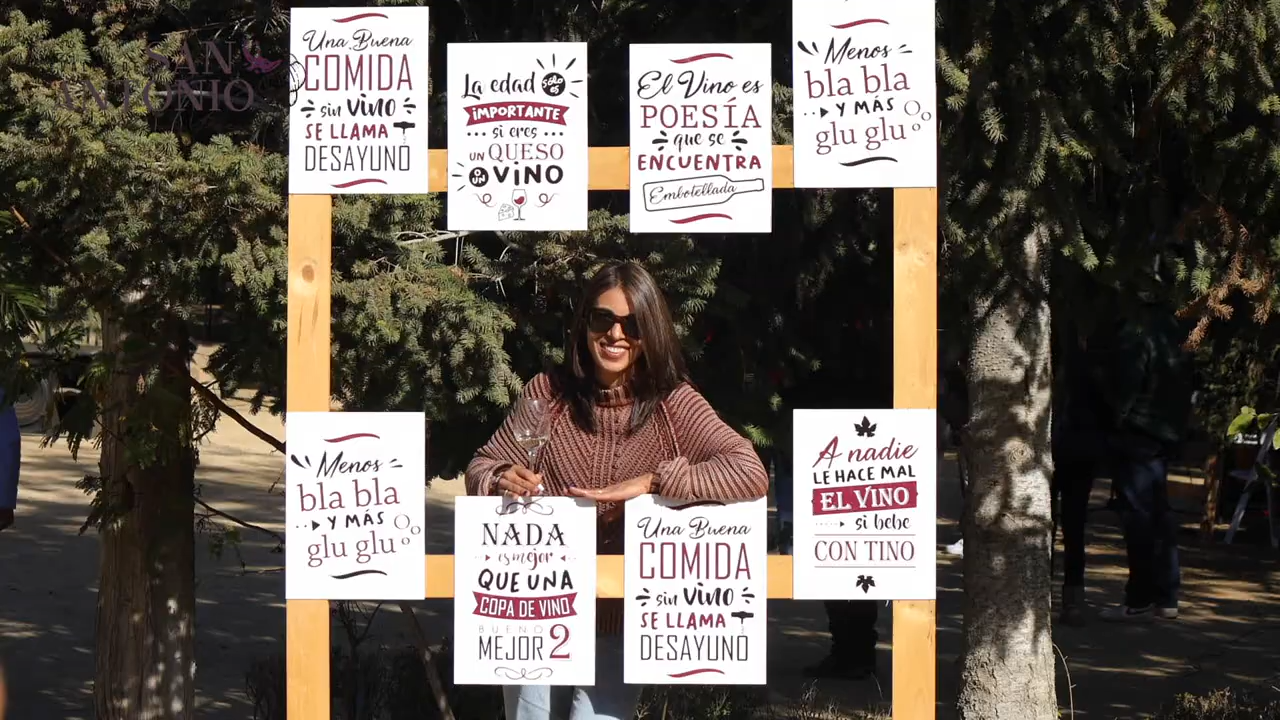 SAN
ANTONIO
Una Buena
COMIDA
sin vino
SE LLAMA
DESAYUNO
La edad sólo es
IMPORTANTE
si eres
UN QUESO
O UN VINO
El Vino es
POESÍA
que se
ENCUENTRA
Embotellada
Menos
bla bla
Y MÁS
glu glu
Menos
bla bla
Y MÁS
glu glu
NADA
es mejor
QUE UNA
COPA DE VINO
BUENO
MEJOR 2
Una Buena
COMIDA
sin vino
SE LLAMA
DESAYUNO
A nadie
LE HACE MAL
EL VINO
si bebe
CON TINO